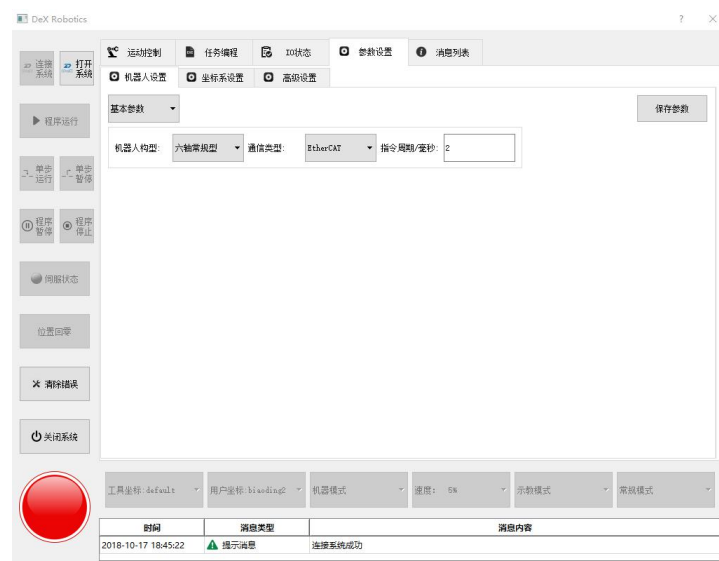 DeX Robotics
连接系统 打开系统
运动控制 任务编程 IO状态 参数设置 消息列表
机器人设置 坐标系设置 高级设置
基本参数 保存参数
程序运行
机器人构型: 六轴常规型 通信类型: EtherCAT 指令周期/毫秒: 2
单步运行 单步暂停
程序暂停 程序停止
伺服状态
位置回零
清除错误
关闭系统
工具坐标:default 用户坐标:biaoding2 机器模式 速度: 5% 示教模式 常规模式
时间 消息类型 消息内容
2018-10-17 18:45:22 提示消息 连接系统成功